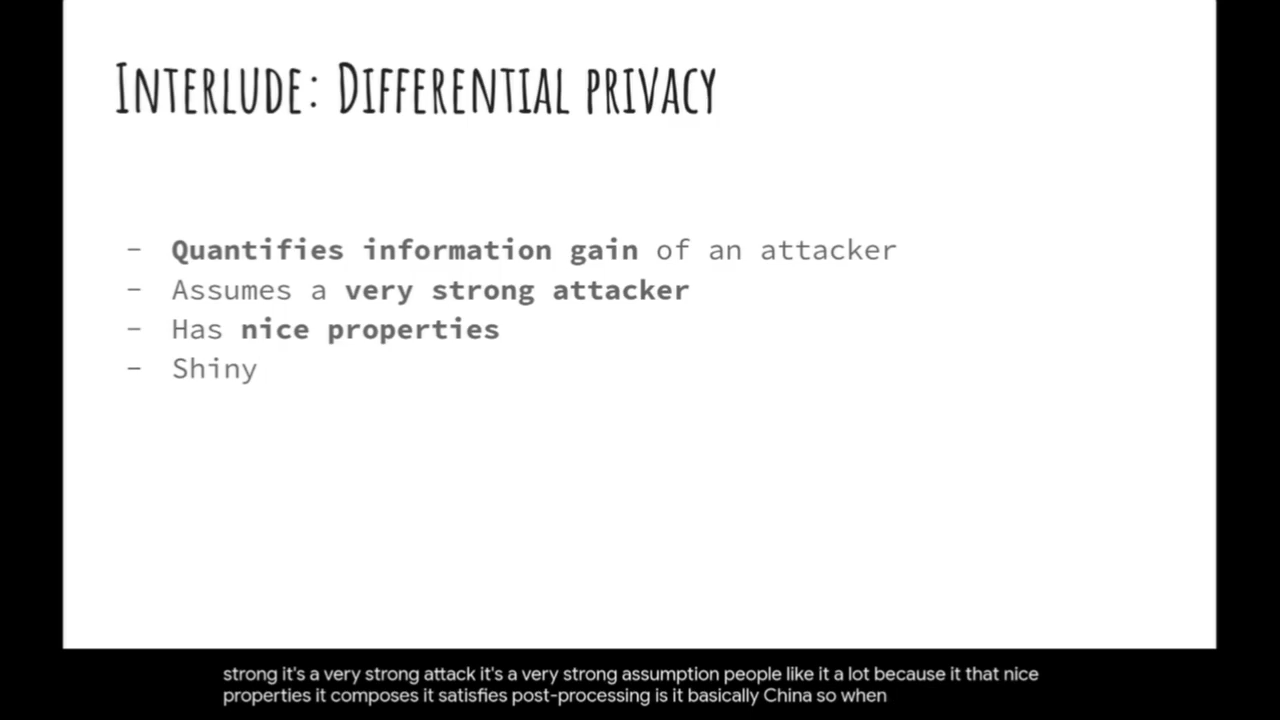 Interlude: Differential privacy
- Quantifies information gain of an attacker
- Assumes a very strong attacker
- Has nice properties
- Shiny
strong it's a very strong attack it's a very strong assumption people like it a lot because it that nice
properties it composes it satisfies post-processing is it basically China so when